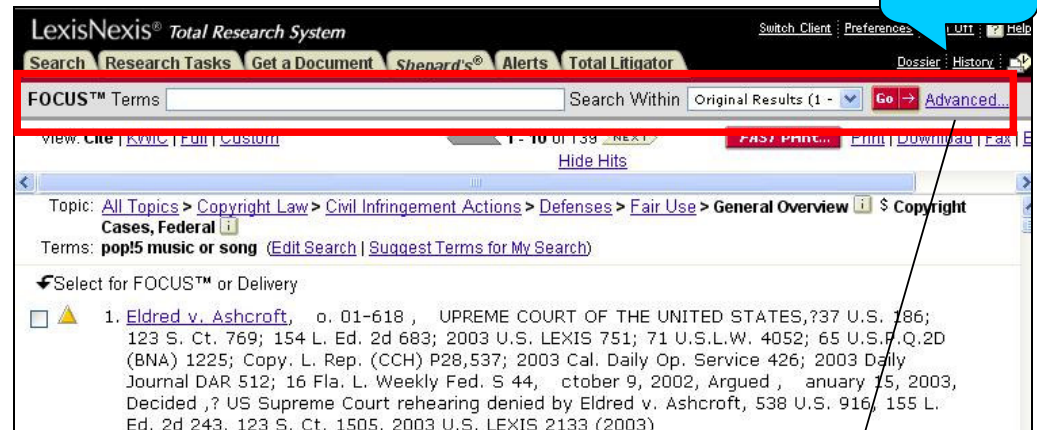 LexisNexis® Total Research System
Switch Client Preferences Off ? Help
Search Research Tasks Get a Document Shepard's® Alerts Total Litigator
Dossier History
FOCUS™ Terms Search Within Original Results (1 - Go → Advanced...
View: Cite | KWIC | Full | Custom 1 - 10 of 139 NEXT FAST PRINT... Print | Download | Fax | E
Hide Hits
Topic: All Topics > Copyright Law > Civil Infringement Actions > Defenses > Fair Use > General Overview i $ Copyright
Cases, Federal i
Terms: pop!5 music or song (Edit Search | Suggest Terms for My Search)
Select for FOCUS™ or Delivery
1. Eldred v. Ashcroft, o. 01-618 , UPREME COURT OF THE UNITED STATES,?37 U.S. 186;
123 S. Ct. 769; 154 L. Ed. 2d 683; 2003 U.S. LEXIS 751; 71 U.S.L.W. 4052; 65 U.S.P.Q.2D
(BNA) 1225; Copy. L. Rep. (CCH) P28,537; 2003 Cal. Daily Op. Service 426; 2003 Daily
Journal DAR 512; 16 Fla. L. Weekly Fed. S 44, ctober 9, 2002, Argued , anuary 15, 2003,
Decided ,? US Supreme Court rehearing denied by Eldred v. Ashcroft, 538 U.S. 916, 155 L.
Ed. 2d 243, 123 S. Ct. 1505, 2003 U.S. LEXIS 2133 (2003)